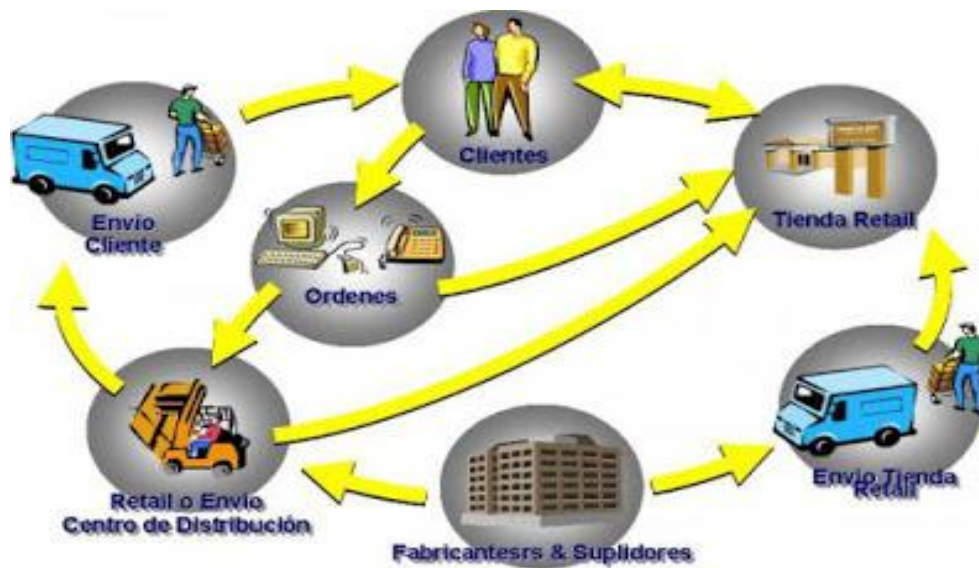 Clientes
Envio
Cliente
Tienda Retail
Ordenes
Retail o Envio
Centro de Distribución
Envio Tienda
Retail
Fabricantesrs & Suplidores